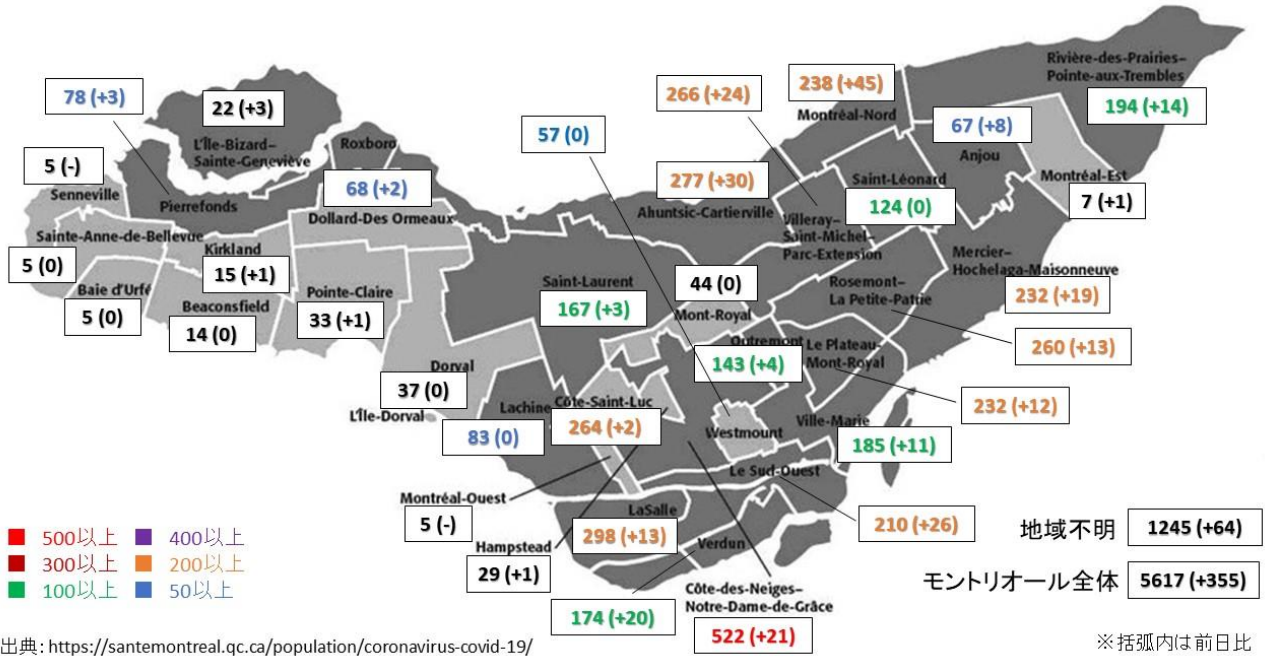 Rivière-des-Prairies–
Pointe-aux-Trembles
194 (+14)
238 (+45)
Montréal-Nord
266 (+24)
78 (+3)
22 (+3)
L'Île-Bizard–
Sainte-Geneviève
Roxboro
57 (0)
67 (+8)
Anjou
5 (-)
Senneville
Pierrefonds
68 (+2)
Dollard-Des Ormeaux
277 (+30)
Ahuntsic-Cartierville
Saint-Léonard
124 (0)
Montréal-Est
7 (+1)
Villeray–
Saint-Michel–
Parc-Extension
Sainte-Anne-de-Bellevue
5 (0)
Kirkland
15 (+1)
Baie d'Urfé
5 (0)
Beaconsfield
14 (0)
Pointe-Claire
33 (+1)
Saint-Laurent
167 (+3)
44 (0)
Mont-Royal
Mercier–
Hochelaga-Maisonneuve
232 (+19)
Rosemont–
La Petite-Patrie
260 (+13)
Outremont
143 (+4)
Le Plateau-
Mont-Royal
232 (+12)
Dorval
37 (0)
L'Île-Dorval
Lachine
83 (0)
Côte-Saint-Luc
264 (+2)
Westmount
Ville-Marie
185 (+11)
Le Sud-Ouest
210 (+26)
Montréal-Ouest
5 (-)
Hampstead
29 (+1)
LaSalle
298 (+13)
Verdun
174 (+20)
Côte-des-Neiges–
Notre-Dame-de-Grâce
522 (+21)
500以上 400以上
300以上 200以上
100以上 50以上
地域不明 1245 (+64)
モントリオール全体 5617 (+355)
出典: https://santemontreal.qc.ca/population/coronavirus-covid-19/
※括弧内は前日比